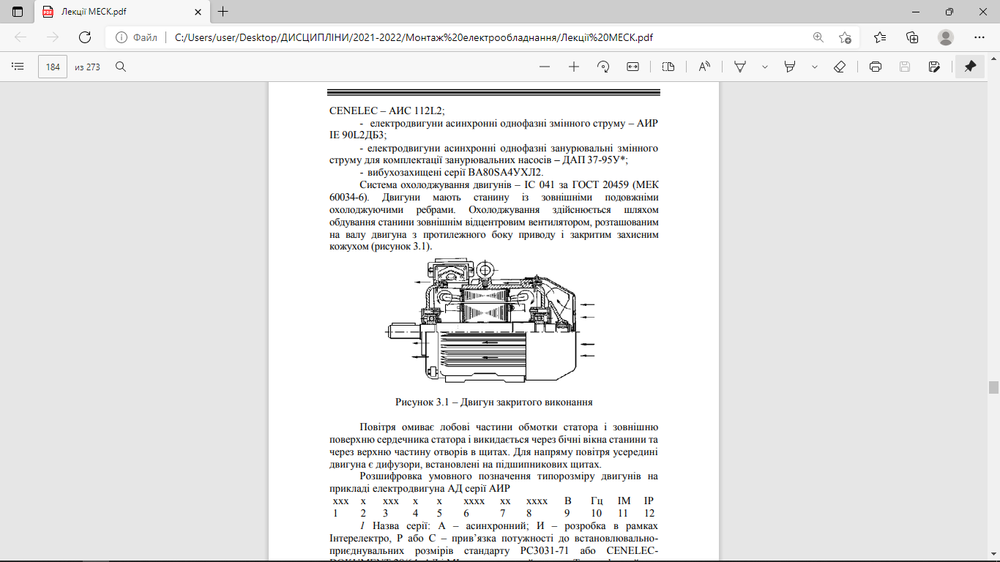 Лекції МЕСК.pdf
Файл
C:/Users/user/Desktop/ДИСЦИПЛІНИ/2021-2022/Монтаж%20електрообладнання/Лекції%20МЕСК.pdf
184
из 273
CENELEC – АИС 112L2;
- електродвигуни асинхронні однофазні змінного струму – АИР
IE 90L2ДБ3;
- електродвигуни асинхронні однофазні занурювальні змінного
струму для комплектації занурювальних насосів – ДАП 37-95У*;
- вибухозахищені серії ВА80SA4УХЛ2.
Система охолоджування двигунів – IC 041 за ГОСТ 20459 (МЕК
60034-6). Двигуни мають станину із зовнішніми подовжніми
охолоджуючими ребрами. Охолоджування здійснюється шляхом
обдування станини зовнішнім відцентровим вентилятором, розташованим
на валу двигуна з протилежного боку приводу і закритим захисним
кожухом (рисунок 3.1).
Рисунок 3.1 – Двигун закритого виконання
Повітря омиває лобові частини обмотки статора і зовнішню
поверхню сердечника статора і викидається через бічні вікна станини та
через верхню частину отворів в щитах. Для напряму повітря усередині
двигуна є дифузори, встановлені на підшипникових щитах.
Розшифровка умовного позначення типорозміру двигунів на
прикладі електродвигуна АД серії АИР
xxx x xxx x x xxxx xx xxxx В Гц IM IP
1 2 3 4 5 6 7 8 9 10 11 12
1 Назва серії: А – асинхронний; И – розробка в рамках
Інтерелектро, Р або С – прив’язка потужності до встановлювально-
приєднувальних розмірів стандарту РС3031-71 або CENELEC-